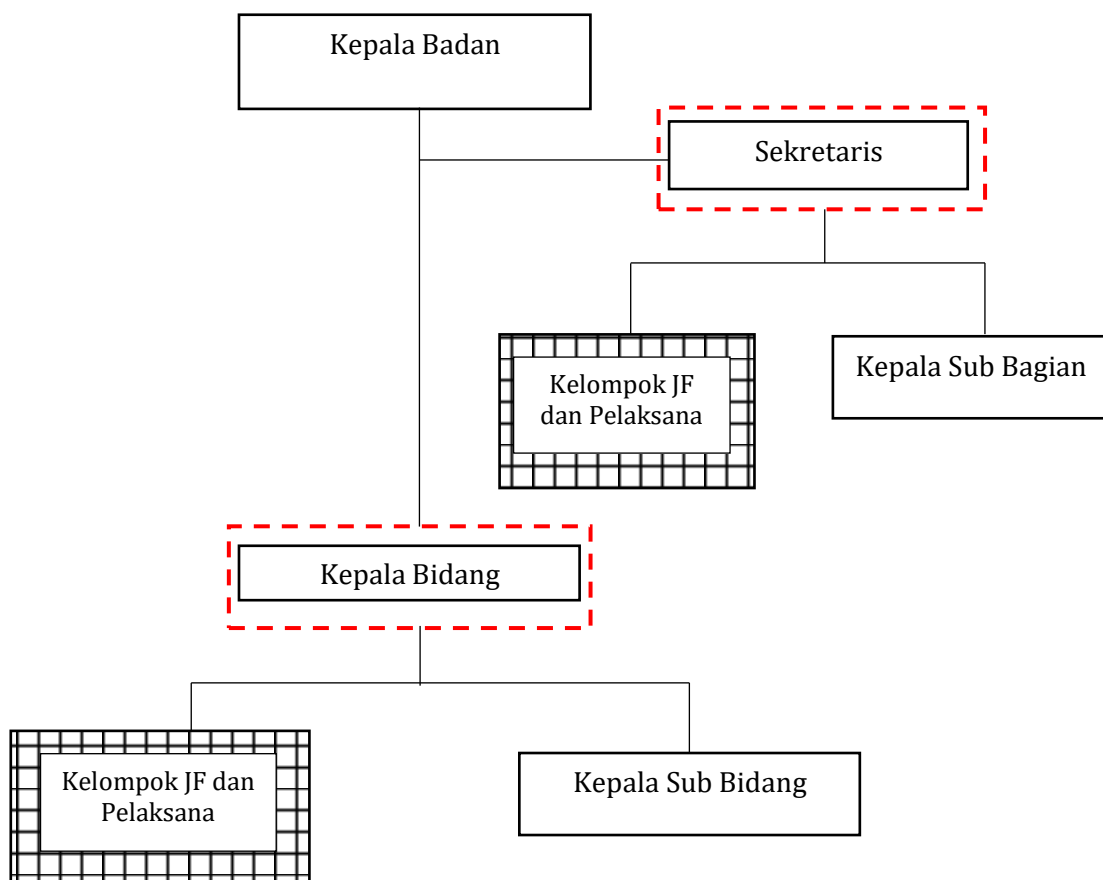 Kepala Badan
Sekretaris
Kelompok JF
dan Pelaksana
Kepala Sub Bagian
Kepala Bidang
Kelompok JF dan
Pelaksana
Kepala Sub Bidang